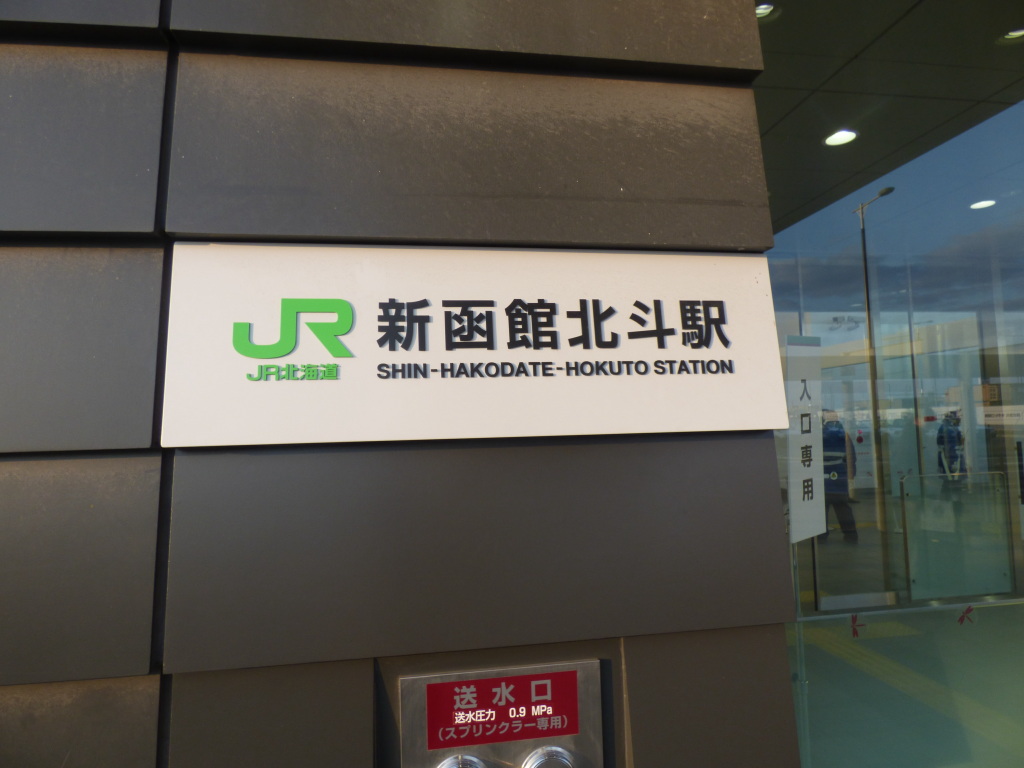 JR 新函館北斗駅
JR北海道 SHIN-HAKODATE-HOKUTO STATION
入口専用
送水口
送水圧力 0.9 MPa
(スプリンクラー専用)